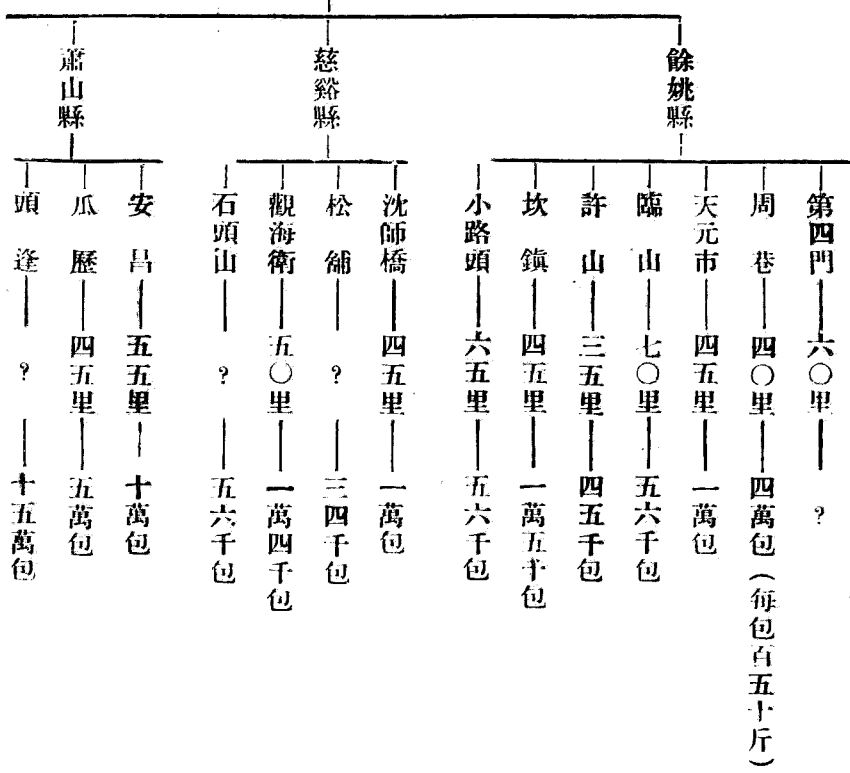 餘姚縣
第四門 六〇里 ?
周巷 四〇里 四萬包(每包百五十斤)
天元市 四五里 一萬包
臨山 七〇里 五六千包
許山 三五里 四五千包
坎鎮 四五里 一萬五千包
小路頭 六五里 五六千包
慈谿縣
沈師橋 四五里 一萬包
松舖 ? 三四千包
觀海衛 五〇里 一萬四千包
石頭山 ? 五六千包
蕭山縣
安昌 五五里 十萬包
瓜歷 四五里 五萬包
頭逢 ? 十五萬包